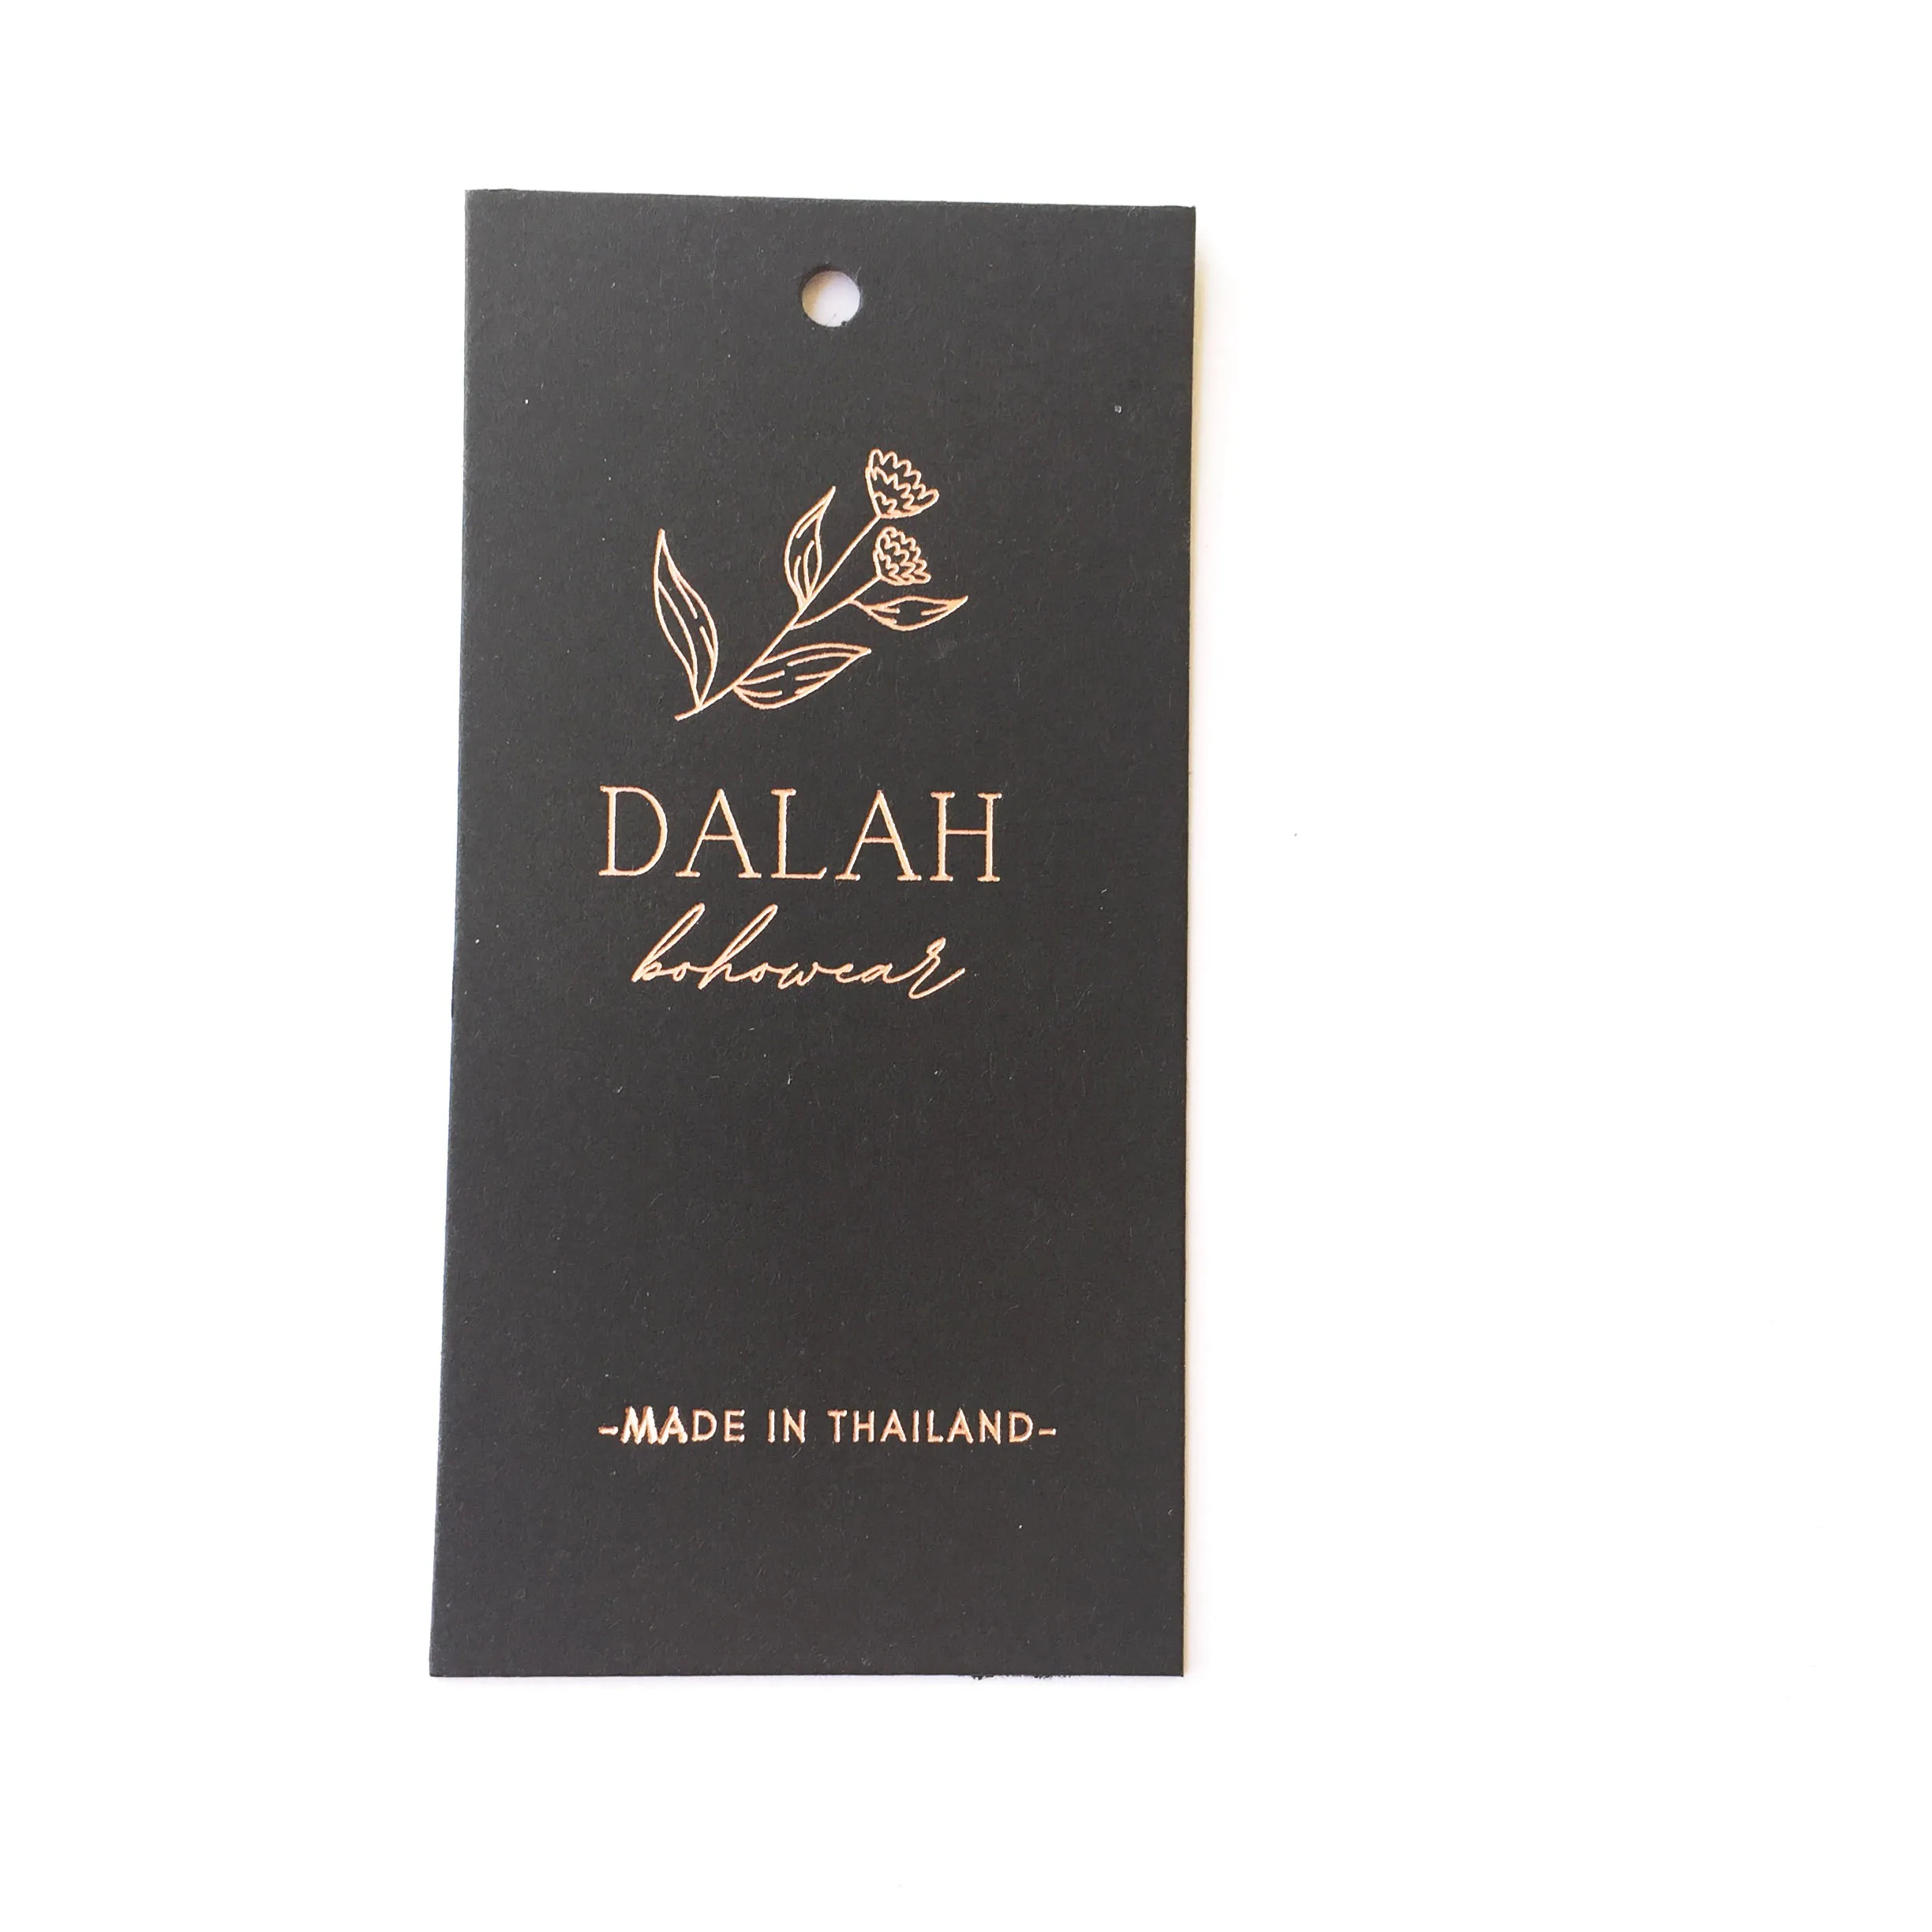 DALAH
bohowear
-MADE IN THAILAND-